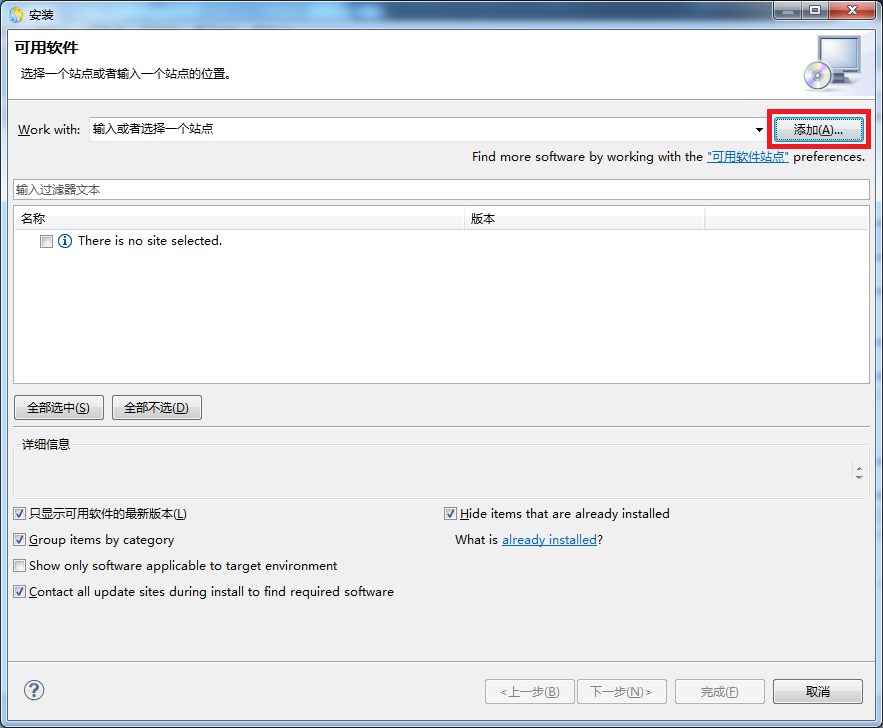 安装
可用软件
选择一个站点或者输入一个站点的位置。
Work with: 输入或者选择一个站点 添加(A)...
Find more software by working with the "可用软件站点" preferences.
输入过滤器文本
名称 版本
There is no site selected.
全部选中(S) 全部不选(D)
详细信息
只显示可用软件的最新版本(L) Hide items that are already installed
Group items by category What is already installed?
Show only software applicable to target environment
Contact all update sites during install to find required software
<上一步(B) 下一步(N)> 完成(F) 取消